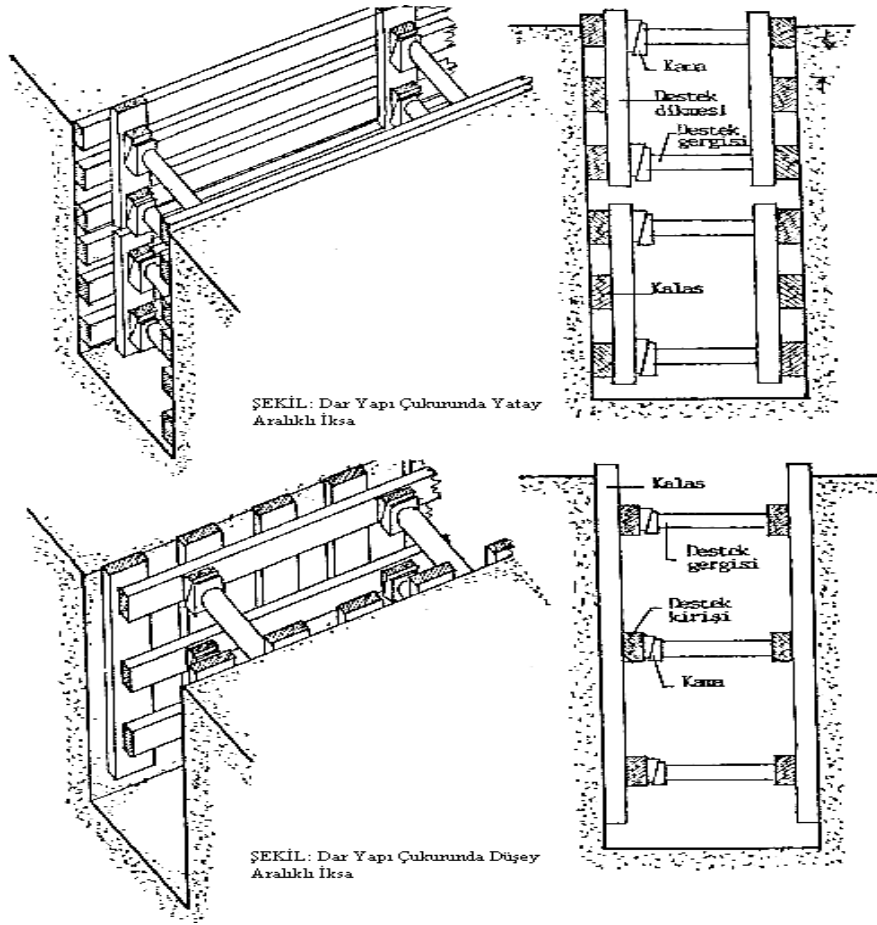 Kama
Destek
dikmesi
Destek
gergisi
Kalas
ŞEKİL: Dar Yapı Çukurunda Yatay
Aralıklı İksa
Kalas
Destek
gergisi
Destek
kirişi
Kama
ŞEKİL: Dar Yapı Çukurunda Düşey
Aralıklı İksa